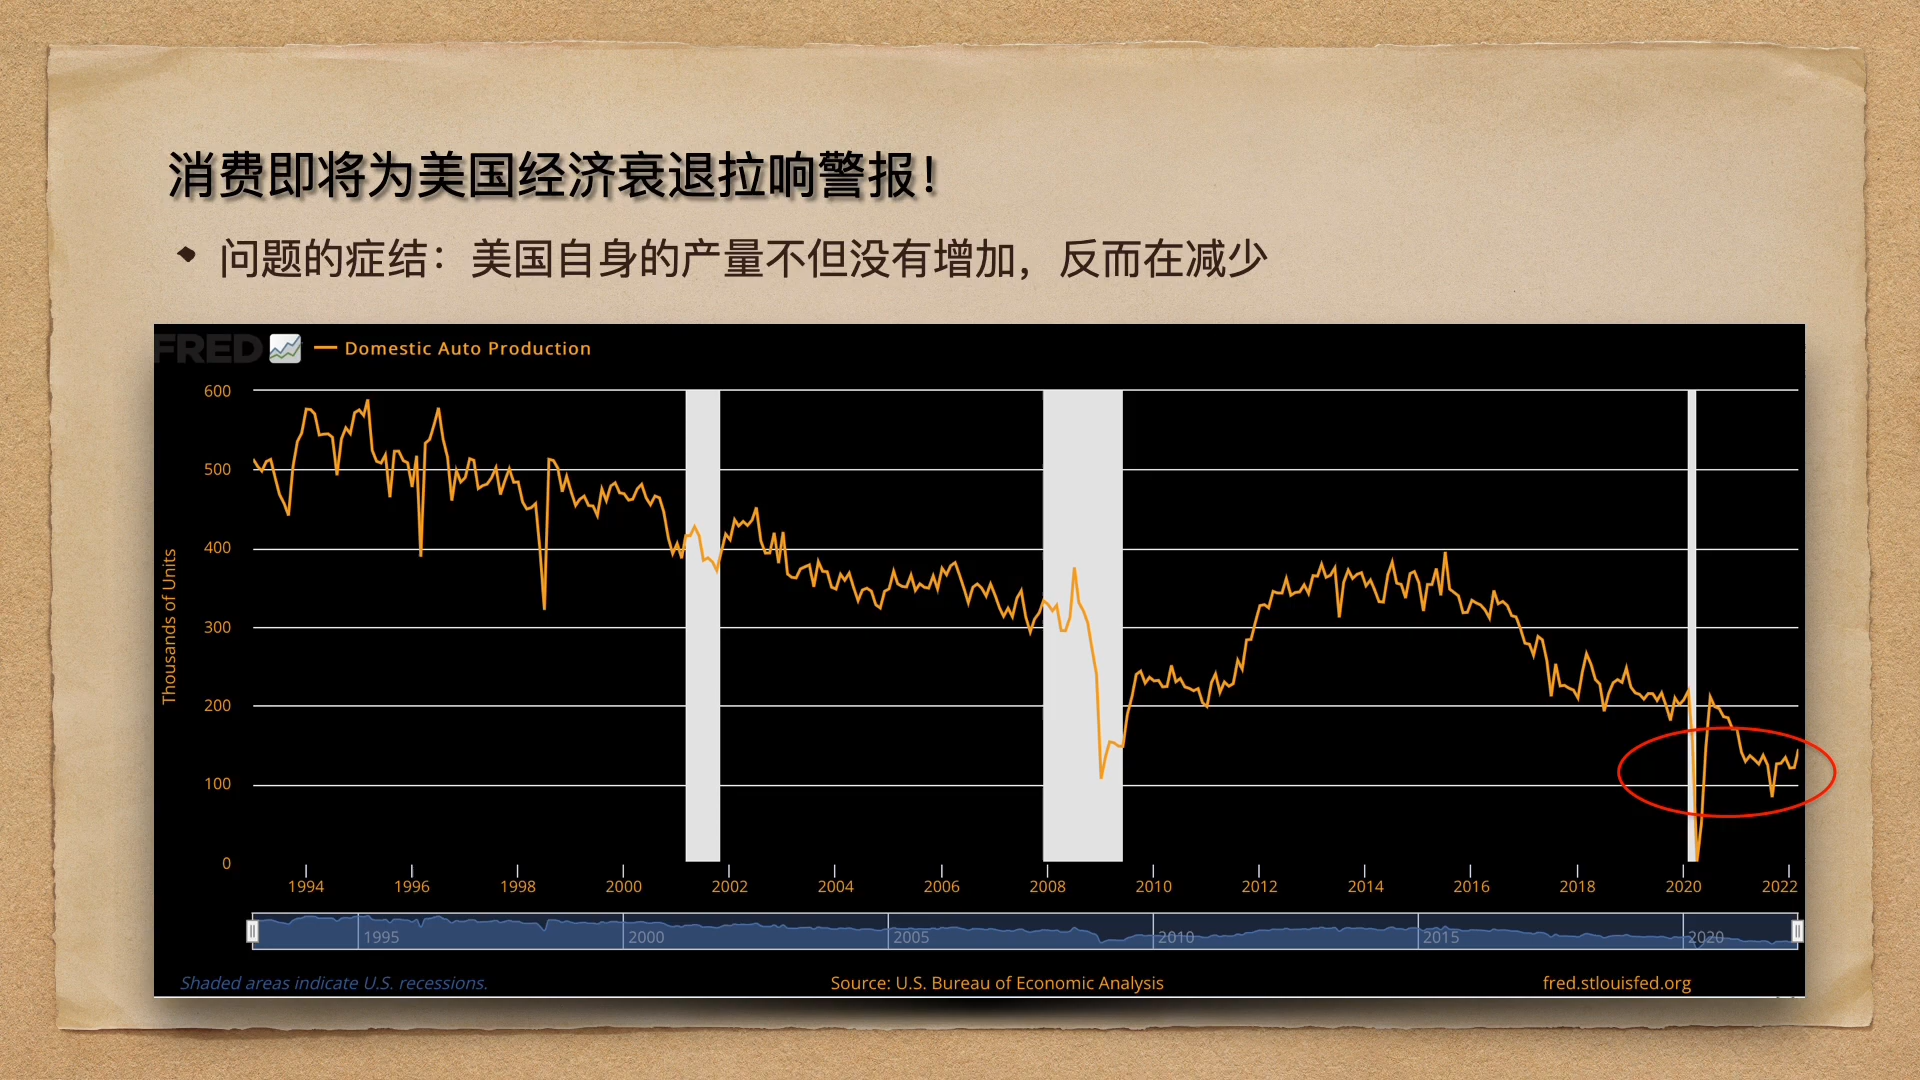 消费即将为美国经济衰退拉响警报！
问题的症结：美国自身的产量不但没有增加，反而在减少
FRED — Domestic Auto Production
Thousands of Units
600
500
400
300
200
100
0
1994 1996 1998 2000 2002 2004 2006 2008 2010 2012 2014 2016 2018 2020 2022
1995 2000 2005 2010 2015 2020
Shaded areas indicate U.S. recessions. Source: U.S. Bureau of Economic Analysis fred.stlouisfed.org